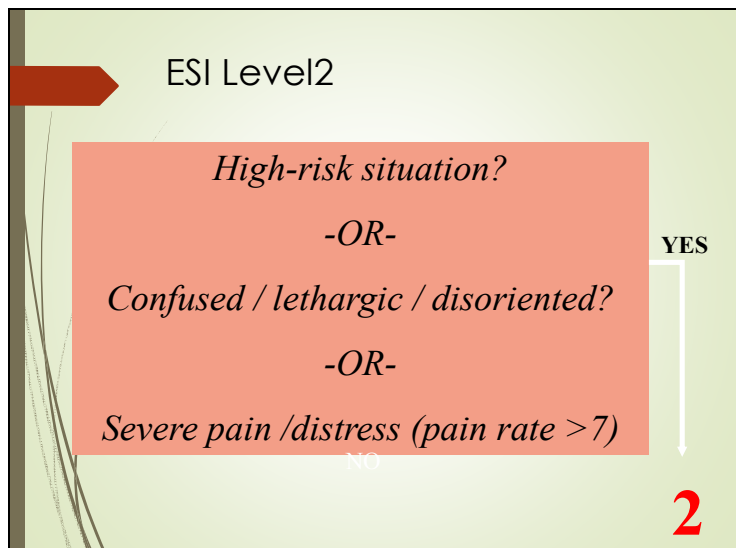 ESI Level2
High-risk situation?
-OR-
YES
Confused / lethargic / disoriented?
-OR-
Severe pain /distress (pain rate >7)
NO
2